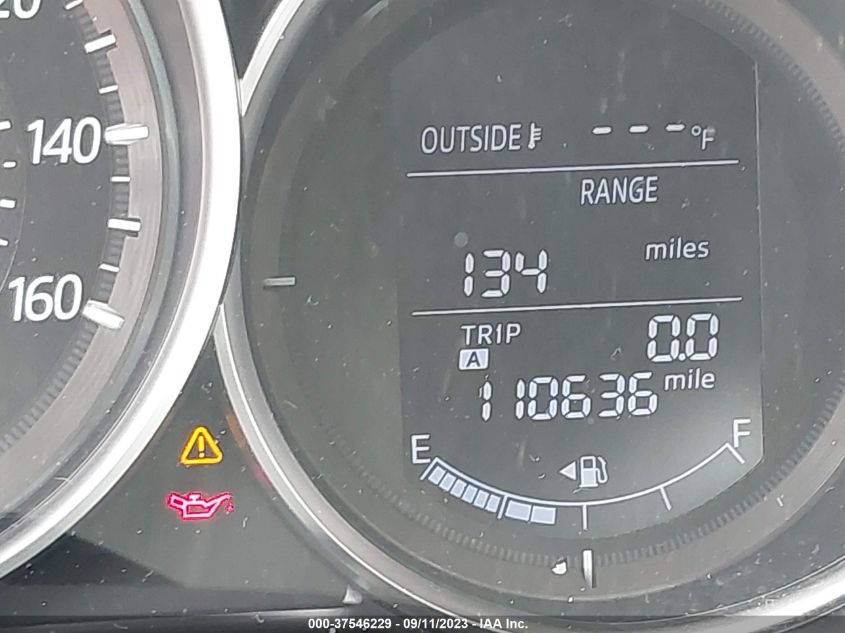 140
160
OUTSIDE °F
RANGE
134 miles
TRIP 0.0
A
110636 mile
E F
000-37546229 - 09/11/2023 - IAA Inc.